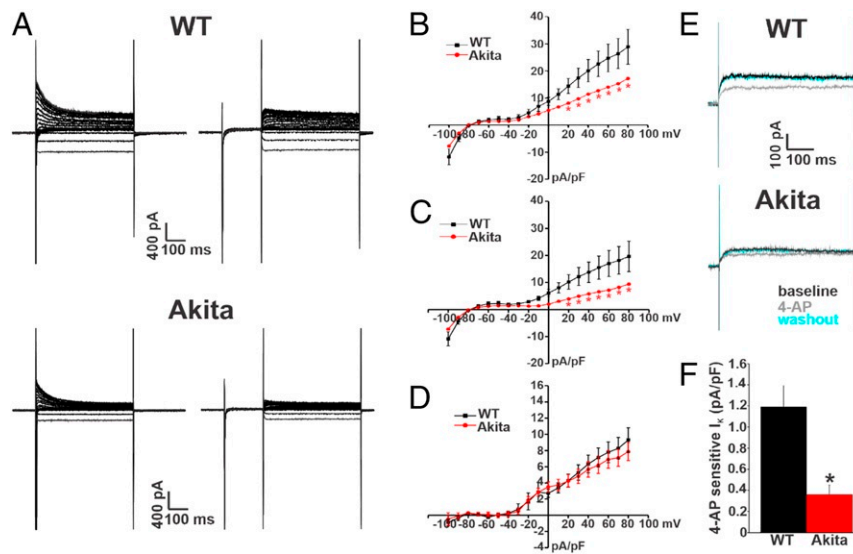 A
WT
400 pA
100 ms
Akita
400 pA
100 ms
B
40
WT
Akita
30
20
10
-100 -80 -60 -40 -20 20 40 60 80 100 mV
-10
-20
pA/pF
C
40
WT
Akita
30
20
10
-100 -80 -60 -40 -20 20 40 60 80 100 mV
-10
-20
pA/pF
D
16
WT
Akita
14
12
10
8
6
4
2
-100 -80 -60 -40 -20 20 40 60 80 100 mV
-2
-4
pA/pF
E
WT
100 pA
100 ms
Akita
baseline
4-AP
washout
F
4-AP sensitive IK (pA/pF)
1.6
1.4
1.2
1.0
0.8
0.6
0.4
0.2
0
*
WT Akita